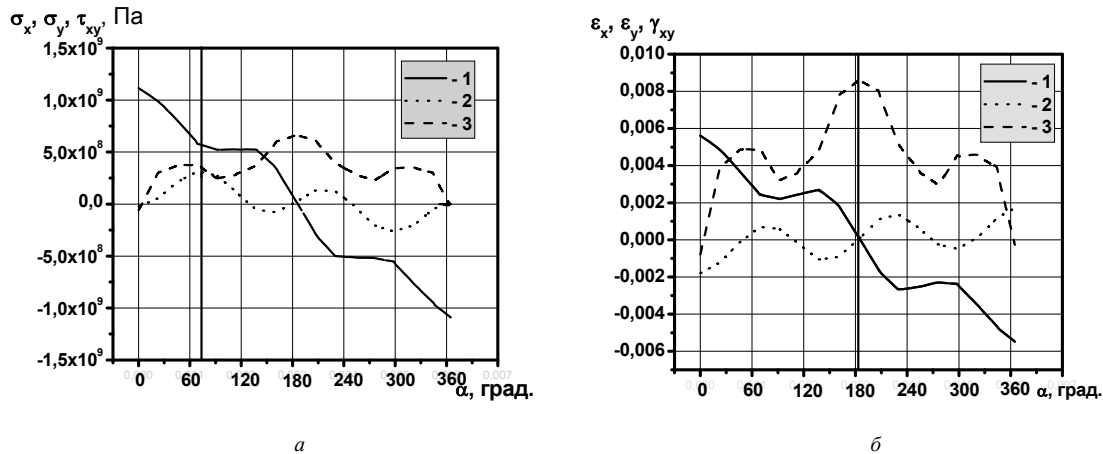 σx, σy, τxy, Па
1,5x10⁹
1,0x10⁹
5,0x10⁸
0,0
-5,0x10⁸
-1,0x10⁹
-1,5x10⁹
- 1
- 2
- 3
0 60 120 180 240 300 360
0.007
α, град.
а
εx, εy, γxy
0,010
0,008
0,006
0,004
0,002
0,000
-0,002
-0,004
-0,006
- 1
- 2
- 3
0 60 120 180 240 300 360
α, град.
б